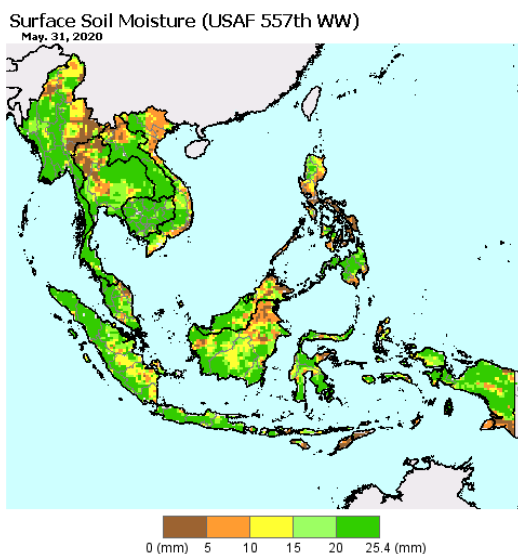 Surface Soil Moisture (USAF 557th WW)
May. 31, 2020
0 (mm) 5 10 15 20 25.4 (mm)